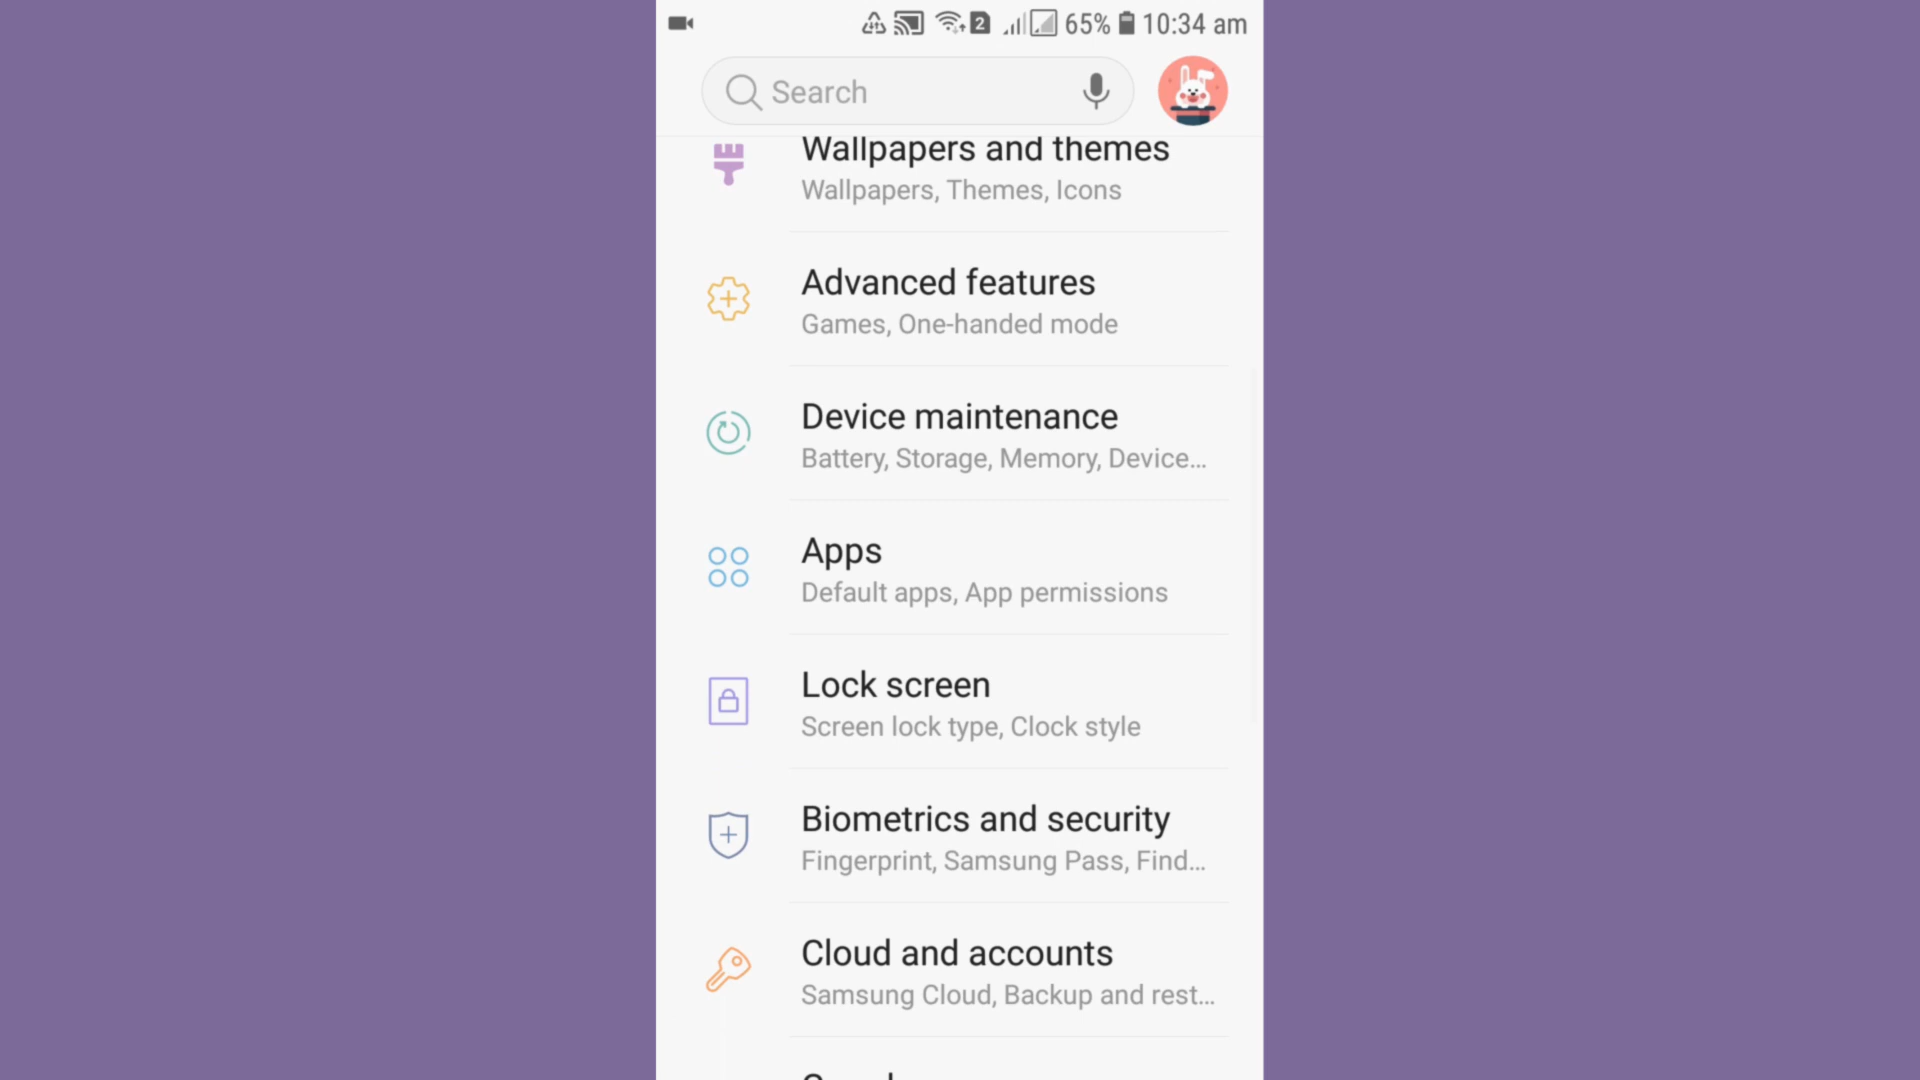 2 65% 10:34 am
Search
Wallpapers and themes
Wallpapers, Themes, Icons
Advanced features
Games, One-handed mode
Device maintenance
Battery, Storage, Memory, Device...
Apps
Default apps, App permissions
Lock screen
Screen lock type, Clock style
Biometrics and security
Fingerprint, Samsung Pass, Find...
Cloud and accounts
Samsung Cloud, Backup and rest...